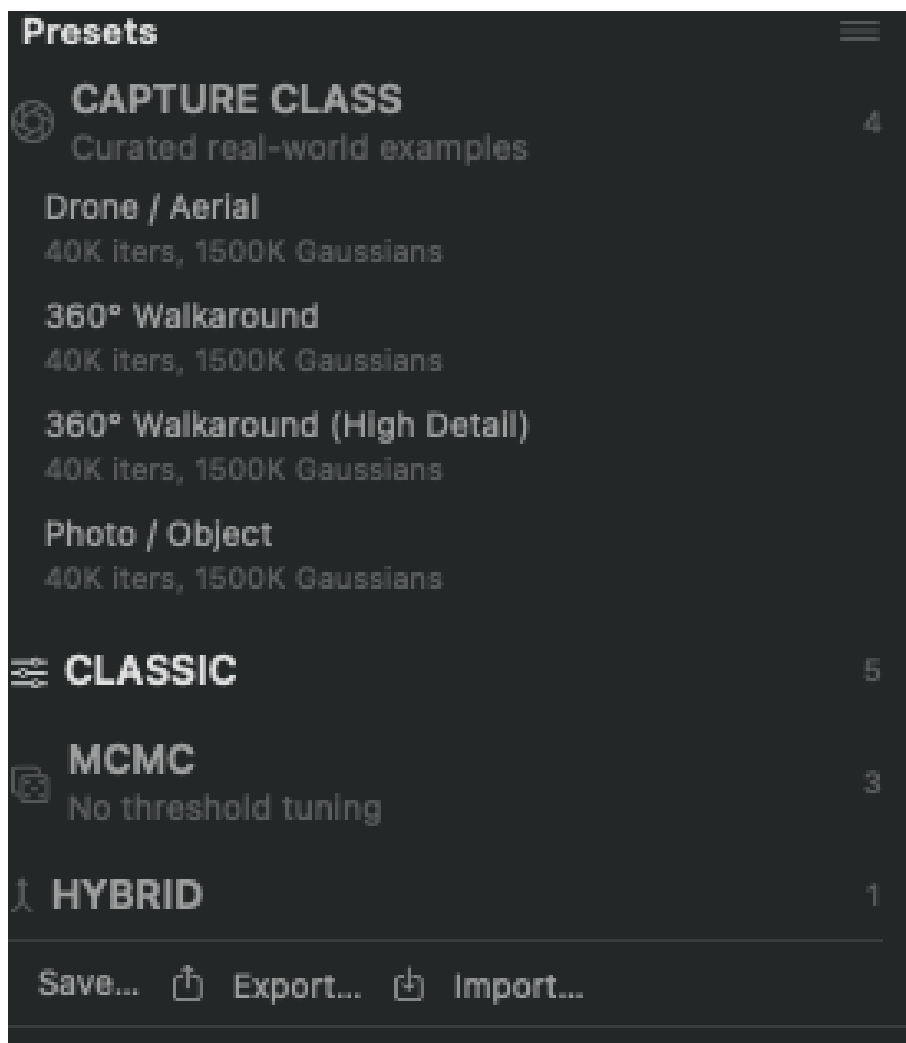 Presets
CAPTURE CLASS
Curated real-world examples
4
Drone / Aerial
40K iters, 1500K Gaussians
360° Walkaround
40K iters, 1500K Gaussians
360° Walkaround (High Detail)
40K iters, 1500K Gaussians
Photo / Object
40K iters, 1500K Gaussians
CLASSIC 5
MCMC
No threshold tuning
3
HYBRID 1
Save... Export... Import...